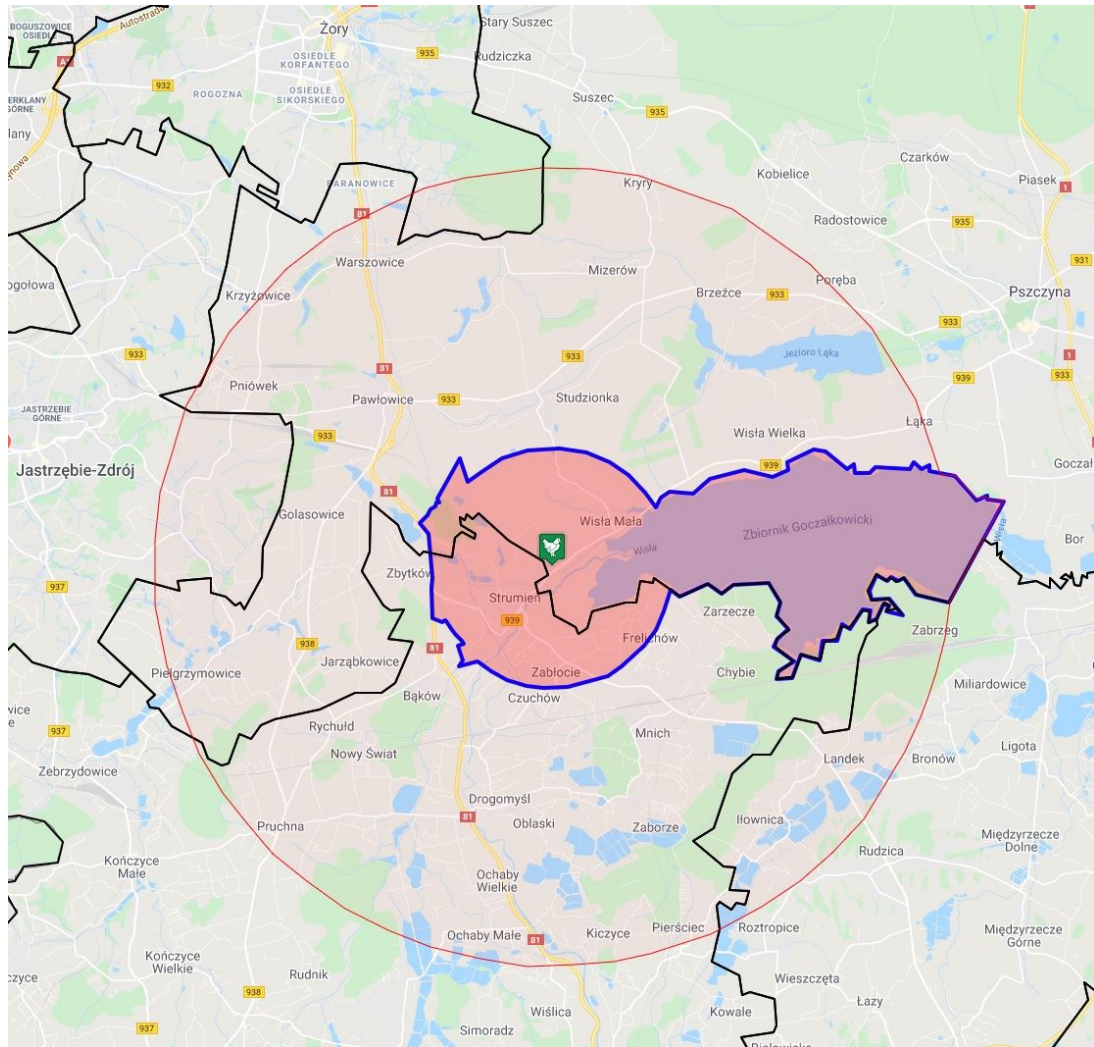 BOGUSZOWICE
OSIEDL
Autostrada
Żory
Stary Suszec
Rudziczka
935
OSIEDLE
KORFANTEGO
932
ROGOZNA
OSIEDLE
SIKORSKIEGO
Suszec
935
Czarków
Kobielice
Piasek
1
BARANOWICE
Kryry
81
Radostowice
935
Warszowice
Mizerów
931
Krzyżowice
Brzeźce
933
Poręba
Pszczyna
933
933
933
Jezioro Łąka
1
81
Pniówek
939
933
JASTRZĘBIE
GÓRNE
Pawłowice
933
Studzionka
Łąka
933
Wisła Wielka
Jastrzębie-Zdrój
939
81
Golasowice
Wisła Mała
Zbiornik Goczałkowicki
Wisła
Bor
Wisła
937
Zbytków
Strumień
939
Zarzecze
Frelichów
Zabrzeg
938
81
Jarząbkowice
Pielgrzymowice
Zabłocie
Chybie
Bąków
Czuchów
Miliardowice
Rychułd
937
Mnich
Nowy Świat
Landek
Bronów
Ligota
Zebrzydowice
Drogomyśl
81
Pruchna
Oblaski
Zaborze
Iłownica
Międzyrzecze
Dolne
Rudzica
Kończyce
Małe
Ochaby
Wielkie
Pierściec
Roztropice
Ochaby Małe
81
Kiczyce
Międzyrzecze
Górne
Kończyce
Wielkie
Rudnik
Wieszczęta
938
Łazy
Wiślica
Kowale
937
Simoradz